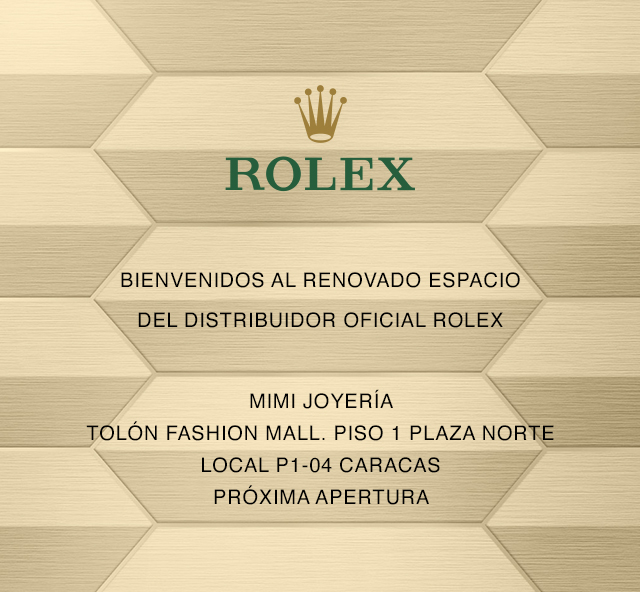 ROLEX
BIENVENIDOS AL RENOVADO ESPACIO
DEL DISTRIBUIDOR OFICIAL ROLEX
MIMI JOYERÍA
TOLÓN FASHION MALL. PISO 1 PLAZA NORTE
LOCAL P1-04 CARACAS
PRÓXIMA APERTURA